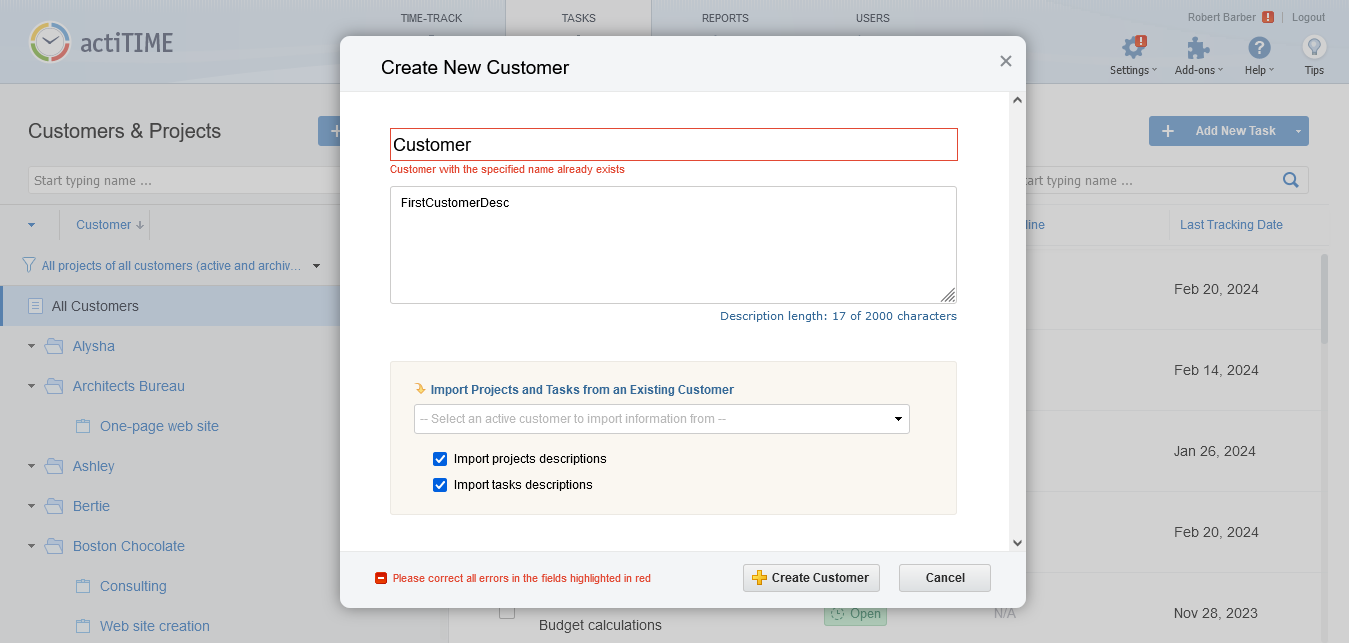 TIME-TRACK
TASKS
REPORTS
USERS
Robert Barber
Logout
actiTIME
Settings
Add-ons
Help
Tips
Create New Customer
Customers & Projects
Add New Task
Customer
Customer with the specified name already exists
Start typing name ...
art typing name ...
FirstCustomerDesc
Customer
line
Last Tracking Date
All projects of all customers (active and archiv...
All Customers
Feb 20, 2024
Description length: 17 of 2000 characters
Alysha
Feb 14, 2024
Architects Bureau
Import Projects and Tasks from an Existing Customer
-- Select an active customer to import information from --
One-page web site
Jan 26, 2024
Import projects descriptions
Ashley
Import tasks descriptions
Bertie
Feb 20, 2024
Boston Chocolate
Please correct all errors in the fields highlighted in red
Create Customer
Cancel
Consulting
Open
N/A
Nov 28, 2023
Web site creation
Budget calculations